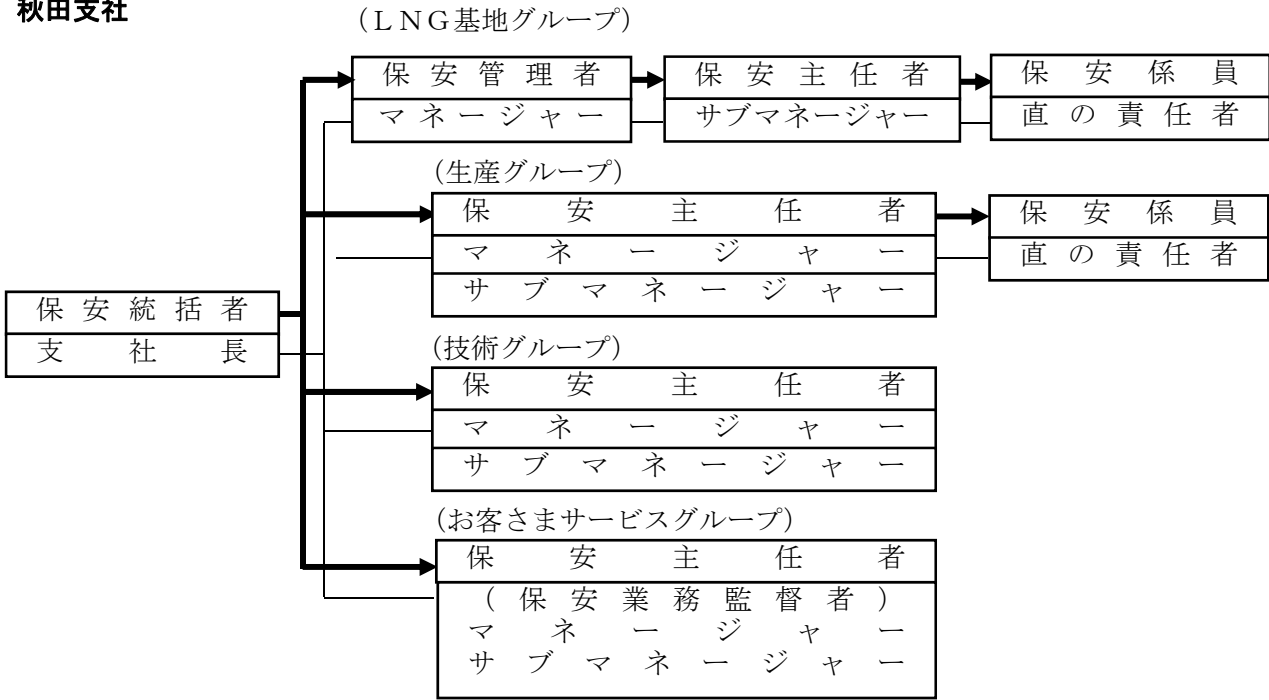 秋田支社
（ＬＮＧ基地グループ）
保安管理者
マネージャー
保安主任者
サブマネージャー
保安係員
直の責任者
（生産グループ）
保安主任者
マネージャー
サブマネージャー
保安係員
直の責任者
保安統括者
支社長
（技術グループ）
保安主任者
マネージャー
サブマネージャー
（お客さまサービスグループ）
保安主任者
（保安業務監督者）
マネージャー
サブマネージャー